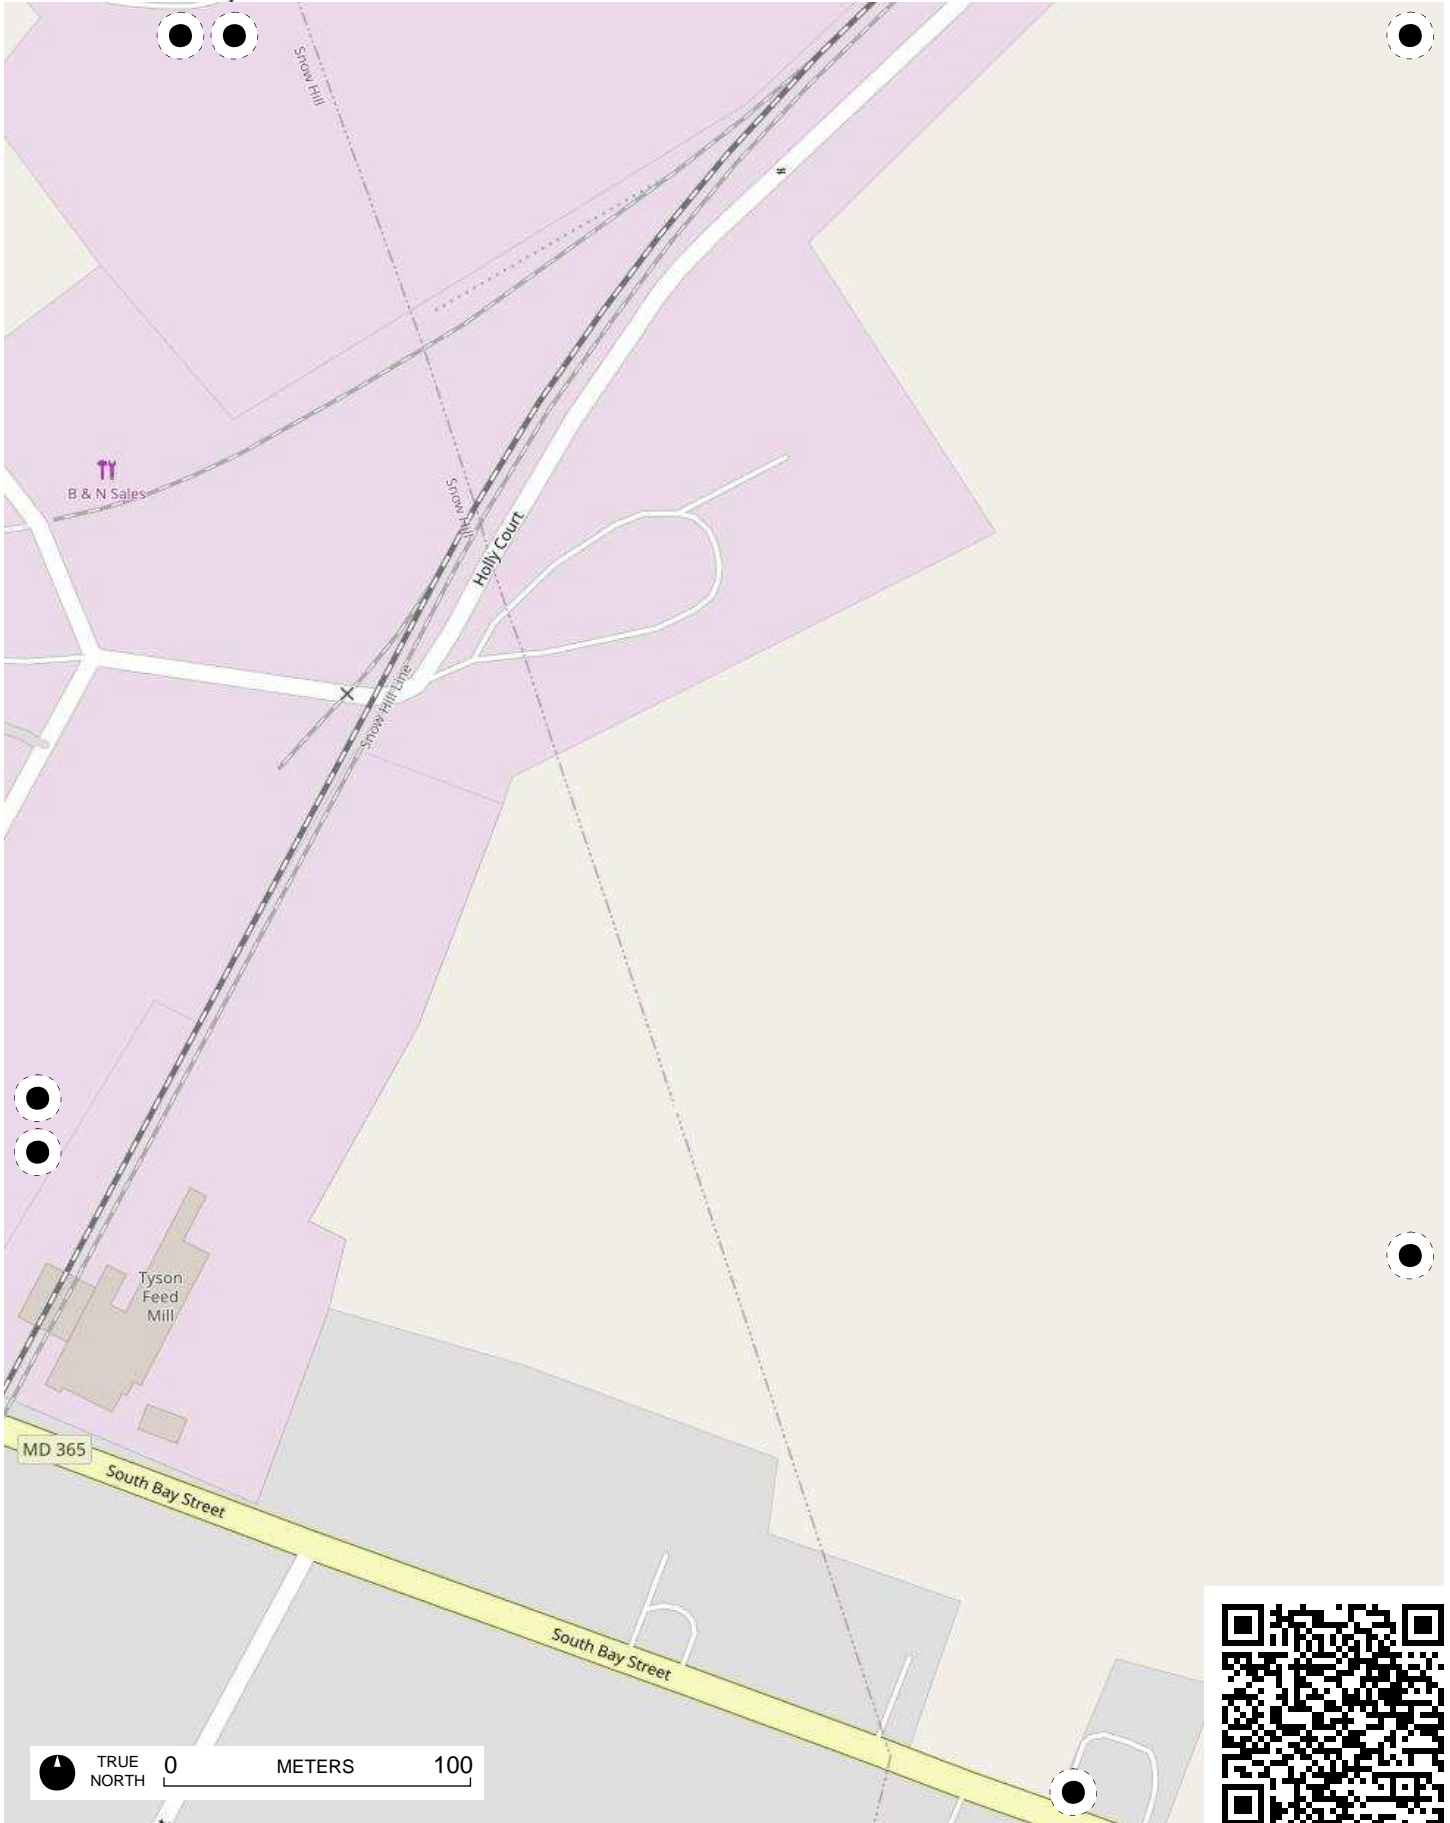 Snow Hill
B & N Sales
Snow Hill
Holly Court
Snow Hill Line
Tyson
Feed
Mill
MD 365
South Bay Street
South Bay Street
TRUE
NORTH
0 METERS 100